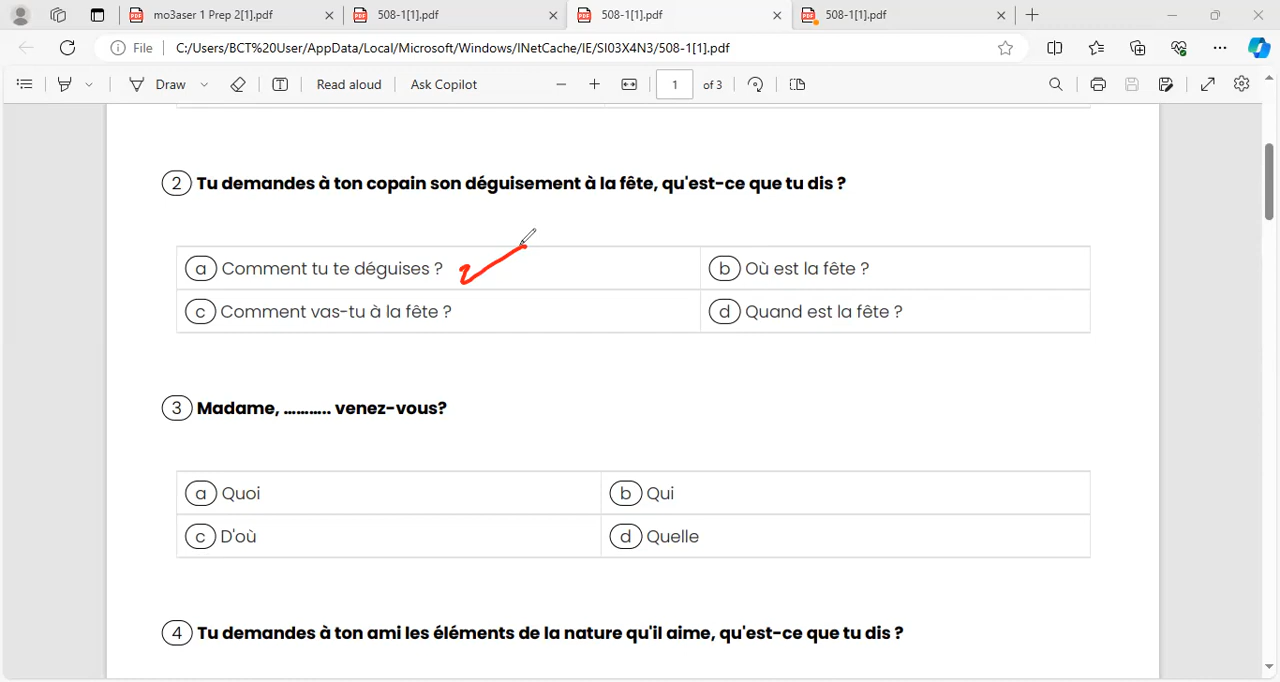 mo3aser 1 Prep 2[1].pdf
508-1[1].pdf
508-1[1].pdf
508-1[1].pdf
File
C:/Users/BCT%20User/AppData/Local/Microsoft/Windows/INetCache/IE/SI03X4N3/508-1[1].pdf
Draw
Read aloud
Ask Copilot
1 of 3
2 Tu demandes à ton copain son déguisement à la fête, qu'est-ce que tu dis ?
a Comment tu te déguises ?
b Où est la fête ?
c Comment vas-tu à la fête ?
d Quand est la fête ?
3 Madame, ........... venez-vous?
a Quoi
b Qui
c D'où
d Quelle
4 Tu demandes à ton ami les éléments de la nature qu'il aime, qu'est-ce que tu dis ?